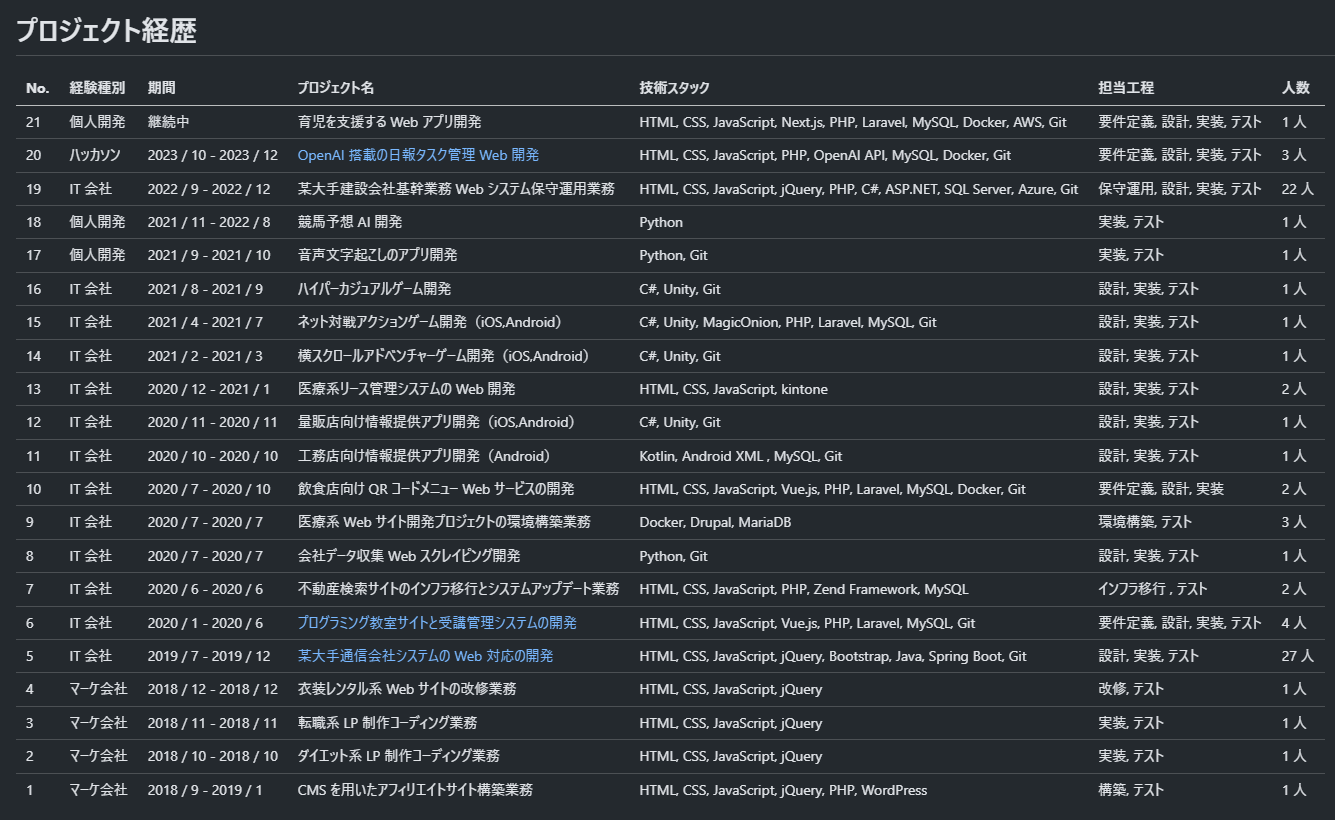 プロジェクト経歴
No. 経験種別 期間 プロジェクト名 技術スタック 担当工程 人数
21 個人開発 継続中 育児を支援する Web アプリ開発 HTML, CSS, JavaScript, Next.js, PHP, Laravel, MySQL, Docker, AWS, Git 要件定義, 設計, 実装, テスト 1 人
20 ハッカソン 2023 / 10 - 2023 / 12 OpenAI 搭載の日報タスク管理 Web 開発 HTML, CSS, JavaScript, PHP, OpenAI API, MySQL, Docker, Git 要件定義, 設計, 実装, テスト 3 人
19 IT 会社 2022 / 9 - 2022 / 12 某大手建設会社基幹業務 Web システム保守運用業務 HTML, CSS, JavaScript, jQuery, PHP, C#, ASP.NET, SQL Server, Azure, Git 保守運用, 設計, 実装, テスト 22 人
18 個人開発 2021 / 11 - 2022 / 8 競馬予想 AI 開発 Python 実装, テスト 1 人
17 個人開発 2021 / 9 - 2021 / 10 音声文字起こしのアプリ開発 Python, Git 実装, テスト 1 人
16 IT 会社 2021 / 8 - 2021 / 9 ハイパーカジュアルゲーム開発 C#, Unity, Git 設計, 実装, テスト 1 人
15 IT 会社 2021 / 4 - 2021 / 7 ネット対戦アクションゲーム開発（iOS,Android） C#, Unity, MagicOnion, PHP, Laravel, MySQL, Git 設計, 実装, テスト 1 人
14 IT 会社 2021 / 2 - 2021 / 3 横スクロールアドベンチャーゲーム開発（iOS,Android） C#, Unity, Git 設計, 実装, テスト 1 人
13 IT 会社 2020 / 12 - 2021 / 1 医療系リース管理システムの Web 開発 HTML, CSS, JavaScript, kintone 設計, 実装, テスト 2 人
12 IT 会社 2020 / 11 - 2020 / 11 量販店向け情報提供アプリ開発（iOS,Android） C#, Unity, Git 設計, 実装, テスト 1 人
11 IT 会社 2020 / 10 - 2020 / 10 工務店向け情報提供アプリ開発（Android） Kotlin, Android XML , MySQL, Git 設計, 実装, テスト 1 人
10 IT 会社 2020 / 7 - 2020 / 10 飲食店向け QR コードメニュー Web サービスの開発 HTML, CSS, JavaScript, Vue.js, PHP, Laravel, MySQL, Docker, Git 要件定義, 設計, 実装 2 人
9 IT 会社 2020 / 7 - 2020 / 7 医療系 Web サイト開発プロジェクトの環境構築業務 Docker, Drupal, MariaDB 環境構築, テスト 3 人
8 IT 会社 2020 / 7 - 2020 / 7 会社データ収集 Web スクレイピング開発 Python, Git 設計, 実装, テスト 1 人
7 IT 会社 2020 / 6 - 2020 / 6 不動産検索サイトのインフラ移行とシステムアップデート業務 HTML, CSS, JavaScript, PHP, Zend Framework, MySQL インフラ移行 , テスト 2 人
6 IT 会社 2020 / 1 - 2020 / 6 プログラミング教室サイトと受講管理システムの開発 HTML, CSS, JavaScript, Vue.js, PHP, Laravel, MySQL, Git 要件定義, 設計, 実装, テスト 4 人
5 IT 会社 2019 / 7 - 2019 / 12 某大手通信会社システムの Web 対応の開発 HTML, CSS, JavaScript, jQuery, Bootstrap, Java, Spring Boot, Git 設計, 実装, テスト 27 人
4 マーケ会社 2018 / 12 - 2018 / 12 衣装レンタル系 Web サイトの改修業務 HTML, CSS, JavaScript, jQuery 改修, テスト 1 人
3 マーケ会社 2018 / 11 - 2018 / 11 転職系 LP 制作コーディング業務 HTML, CSS, JavaScript, jQuery 実装, テスト 1 人
2 マーケ会社 2018 / 10 - 2018 / 10 ダイエット系 LP 制作コーディング業務 HTML, CSS, JavaScript, jQuery 実装, テスト 1 人
1 マーケ会社 2018 / 9 - 2019 / 1 CMS を用いたアフィリエイトサイト構築業務 HTML, CSS, JavaScript, jQuery, PHP, WordPress 構築, テスト 1 人